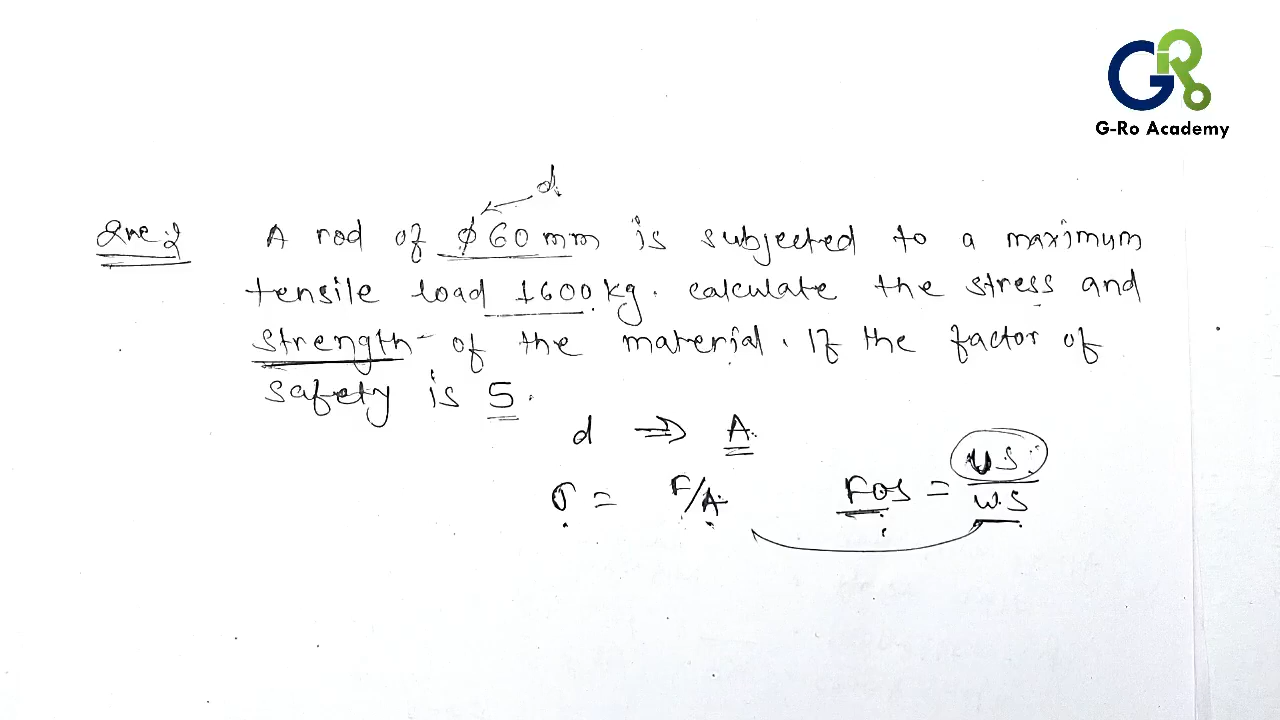 G-Ro Academy
d
Que 2 A rod of ϕ60 mm is subjected to a maximum
tensile load 1600 kg. calculate the stress and
strength of the material. If the factor of
safety is 5.
d ⇒ A
σ = F/A
FOS = U.S. / W.S